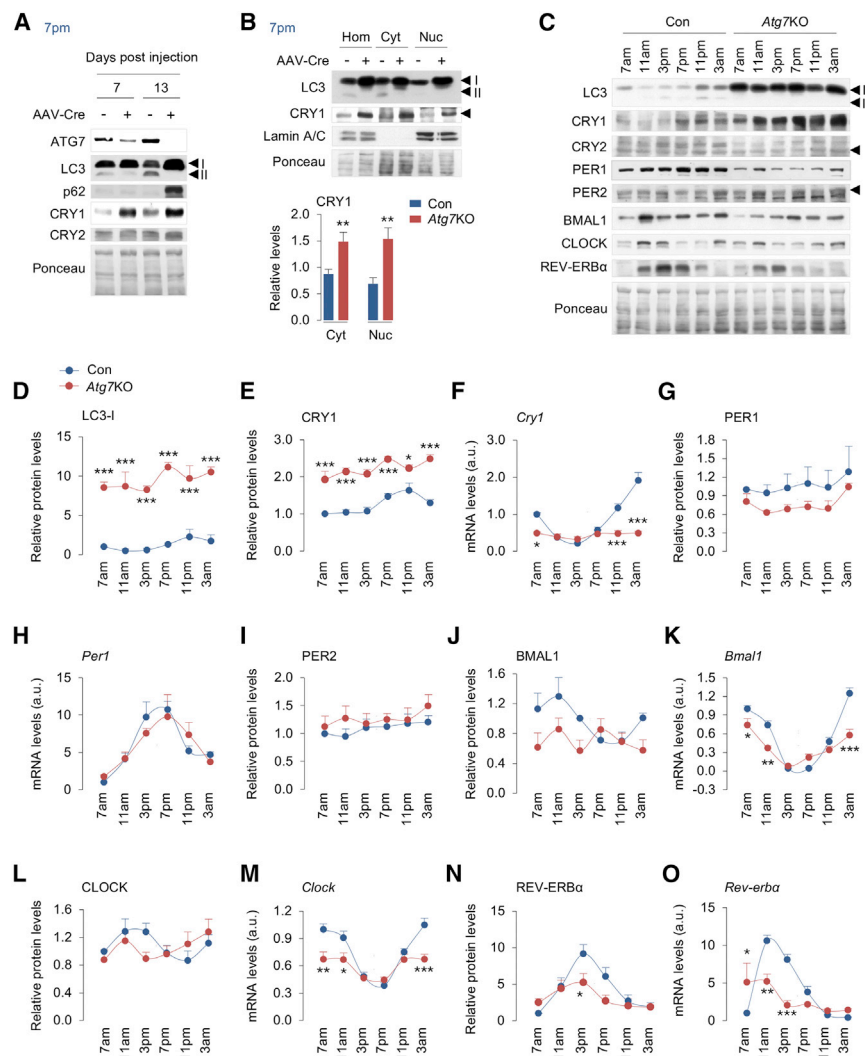 A 7pm
Days post injection
7 13
AAV-Cre - + - +
ATG7
LC3 I
II
p62
CRY1
CRY2
Ponceau
B 7pm
Hom Cyt Nuc
AAV-Cre - + - + - +
LC3 I
II
CRY1
Lamin A/C
Ponceau
CRY1
Con
Atg7KO
Relative levels
2.0
1.5
1.0
0.5
0
** **
Cyt Nuc
C
Con Atg7KO
7am 11am 3pm 7pm 11pm 3am 7am 11am 3pm 7pm 11pm 3am
LC3 I
I
CRY1
CRY2
PER1
PER2
BMAL1
CLOCK
REV-ERBα
Ponceau
Con
Atg7KO
D
LC3-I
Relative protein levels
15
10
5
0
*** *** *** *** *** ***
7am 11am 3pm 7pm 11pm 3am
E
CRY1
Relative protein levels
3.0
2.0
1.0
0.0
*** *** *** *** * ***
7am 11am 3pm 7pm 11pm 3am
F
Cry1
mRNA levels (a.u.)
3.0
2.0
1.0
0.0
* *** ***
7am 11am 3pm 7pm 11pm 3am
G
PER1
Relative protein levels
1.8
1.5
1.2
0.9
0.6
0.3
0
7am 11am 3pm 7pm 11pm 3am
H
Per1
mRNA levels (a.u.)
15
10
5
0
7am 11am 3pm 7pm 11pm 3am
I
PER2
Relative protein levels
2.0
1.5
1.0
0.5
0.0
7am 11am 3pm 7pm 11pm 3am
J
BMAL1
Relative protein levels
1.6
1.2
0.8
0.4
0.0
7am 11am 3pm 7pm 11pm 3am
K
Bmal1
mRNA levels (a.u.)
1.5
1.2
0.9
0.6
0.3
0.0
-0.3
* ** ***
7am 11am 3pm 7pm 11pm 3am
L
CLOCK
Relative protein levels
1.6
1.2
0.8
0.4
0.0
7am 1am 3pm 7pm 1pm 3am
M
Clock
mRNA levels (a.u.)
1.2
0.9
0.6
0.3
0
** * ***
7am 1am 3pm 7pm 1pm 3am
N
REV-ERBα
Relative protein levels
15
10
5
0
*
7am 1am 3pm 7pm 1pm 3am
O
Rev-erbα
mRNA levels (a.u.)
15
10
5
0
* ** ***
7am 1am 3pm 7pm 11pm 3am